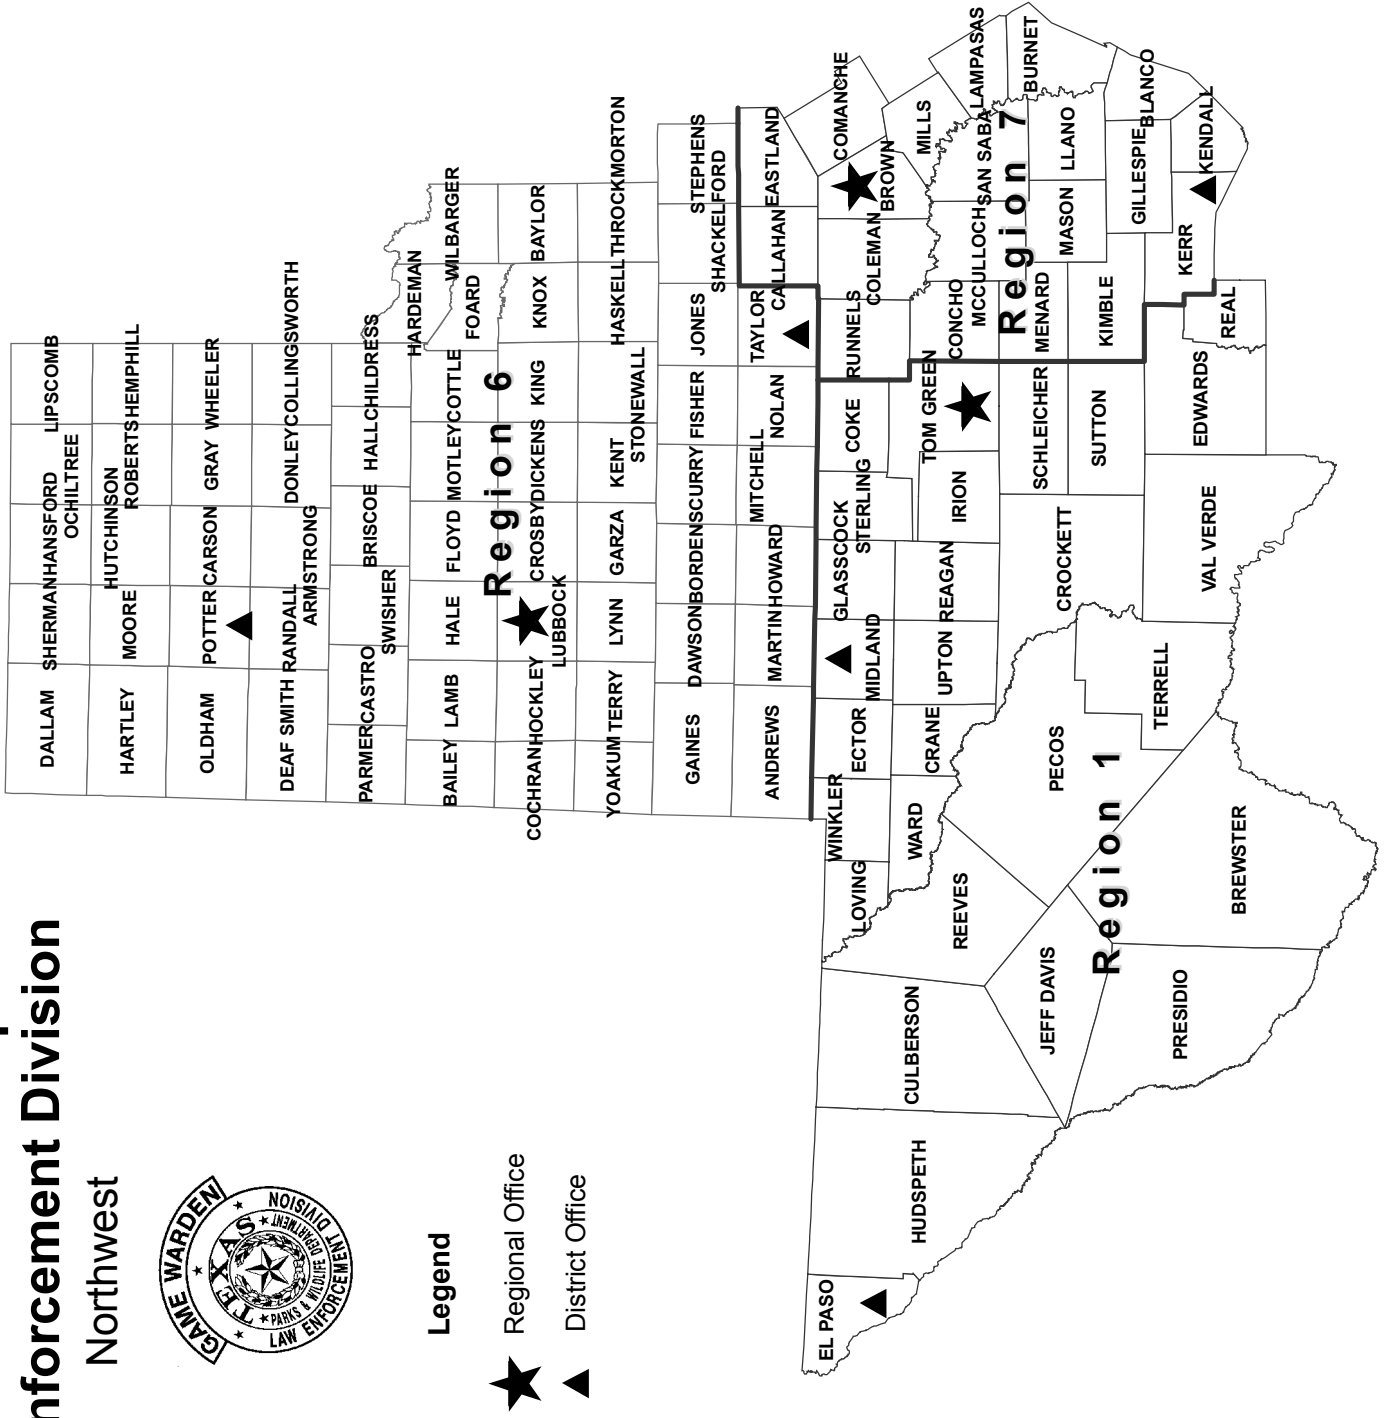 nforcement Division
Northwest
GAME WARDEN
TEXAS
PARKS & WILDLIFE DEPARTMENT
LAW ENFORCEMENT DIVISION
Legend
Regional Office
District Office
DALLAM
SHERMAN
HANSFORD
OCHILTREE
LIPSCOMB
HARTLEY
MOORE
HUTCHINSON
ROBERTS
HEMPHILL
OLDHAM
POTTER
CARSON
GRAY
WHEELER
DEAF SMITH
RANDALL
ARMSTRONG
DONLEY
COLLINGSWORTH
PARMER
CASTRO
SWISHER
BRISCOE
HALL
CHILDRESS
HARDEMAN
BAILEY
LAMB
HALE
FLOYD
MOTLEY
COTTLE
FOARD
WILBARGER
Region 6
COCHRAN
HOCKLEY
LUBBOCK
CROSBY
DICKENS
KING
KNOX
BAYLOR
YOAKUM
TERRY
LYNN
GARZA
KENT
STONEWALL
HASKELL
THROCKMORTON
GAINES
DAWSON
BORDEN
SCURRY
FISHER
JONES
SHACKELFORD
STEPHENS
ANDREWS
MARTIN
HOWARD
MITCHELL
NOLAN
TAYLOR
CALLAHAN
EASTLAND
EL PASO
HUDSPETH
CULBERSON
LOVING
WINKLER
ECTOR
MIDLAND
GLASSCOCK
STERLING
COKE
RUNNELS
COLEMAN
BROWN
COMANCHE
REEVES
WARD
CRANE
UPTON
REAGAN
IRION
TOM GREEN
CONCHO
MCCULLOCH
SAN SABA
MILLS
LAMPASAS
Region 7
JEFF DAVIS
PECOS
CROCKETT
SCHLEICHER
MENARD
MASON
LLANO
BURNET
Region 1
PRESIDIO
BREWSTER
TERRELL
VAL VERDE
SUTTON
KIMBLE
GILLESPIE
BLANCO
EDWARDS
REAL
KERR
KENDALL